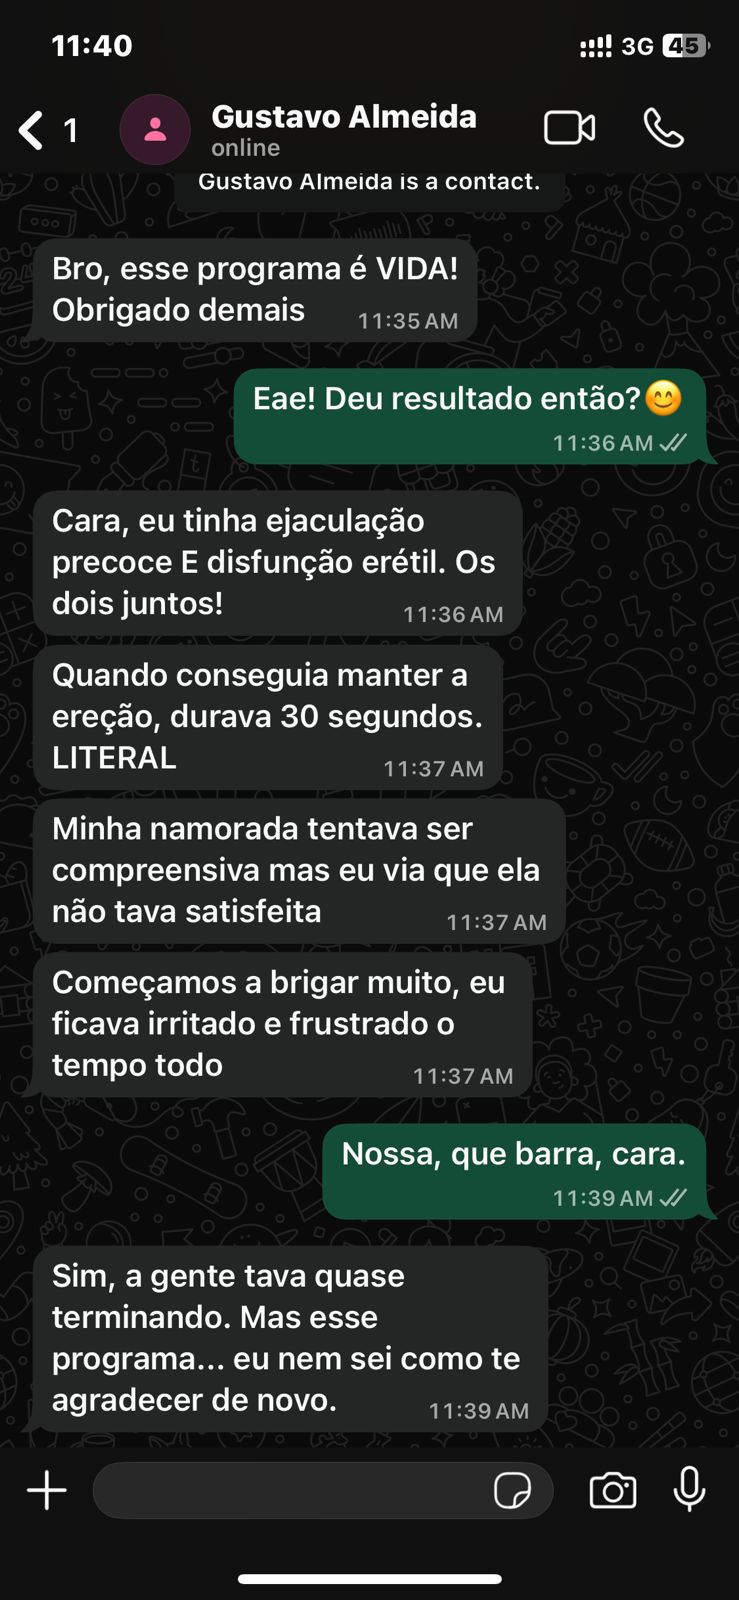 11:40
3G 45
1
Gustavo Almeida
online
Gustavo Almeida is a contact.
Bro, esse programa é VIDA!
Obrigado demais
11:35 AM
Eae! Deu resultado então?😊
11:36 AM
Cara, eu tinha ejaculação
precoce E disfunção erétil. Os
dois juntos!
11:36 AM
Quando conseguia manter a
ereção, durava 30 segundos.
LITERAL
11:37 AM
Minha namorada tentava ser
compreensiva mas eu via que ela
não tava satisfeita
11:37 AM
Começamos a brigar muito, eu
ficava irritado e frustrado o
tempo todo
11:37 AM
Nossa, que barra, cara.
11:39 AM
Sim, a gente tava quase
terminando. Mas esse
programa... eu nem sei como te
agradecer de novo.
11:39 AM